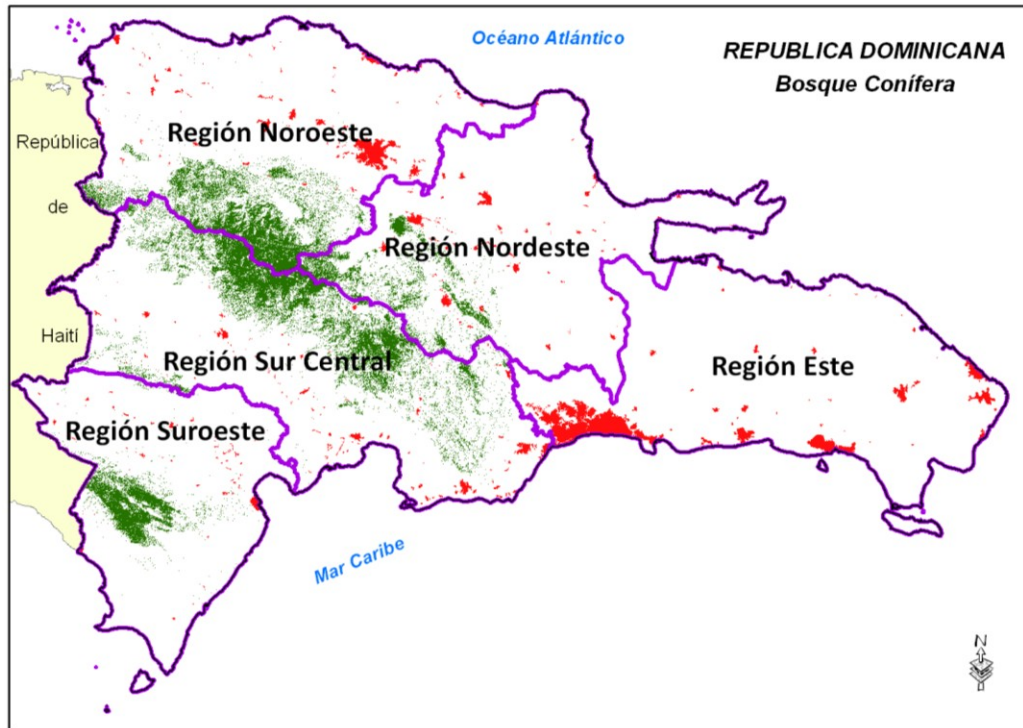 Océano Atlántico
REPUBLICA DOMINICANA
Bosque Conífera
Región Noroeste
República
de
Haití
Región Nordeste
Región Sur Central
Región Este
Región Suroeste
Mar Caribe
N